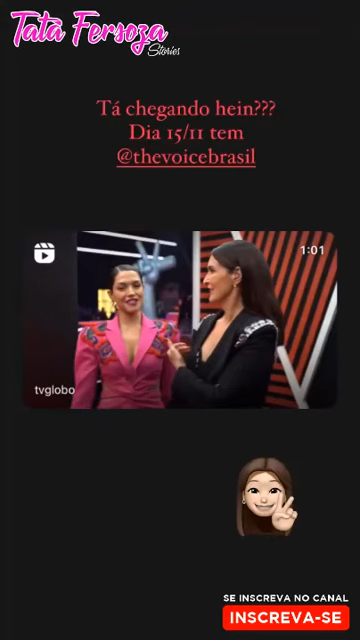 Tatá Fersoza
Stories
Tá chegando hein???
Dia 15/11 tem
@thevoicebrasil
1:01
tvglobo
SE INSCREVA NO CANAL
INSCREVA-SE